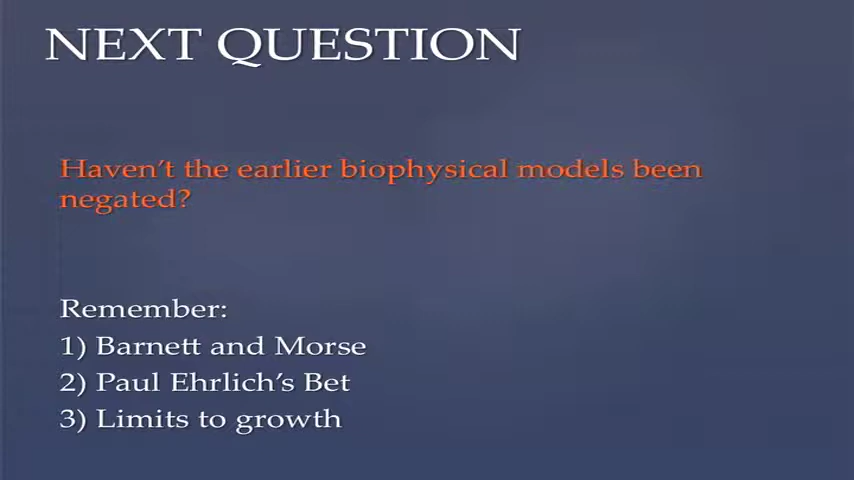 NEXT QUESTION
Haven't the earlier biophysical models been
negated?
Remember:
1) Barnett and Morse
2) Paul Ehrlich's Bet
3) Limits to growth